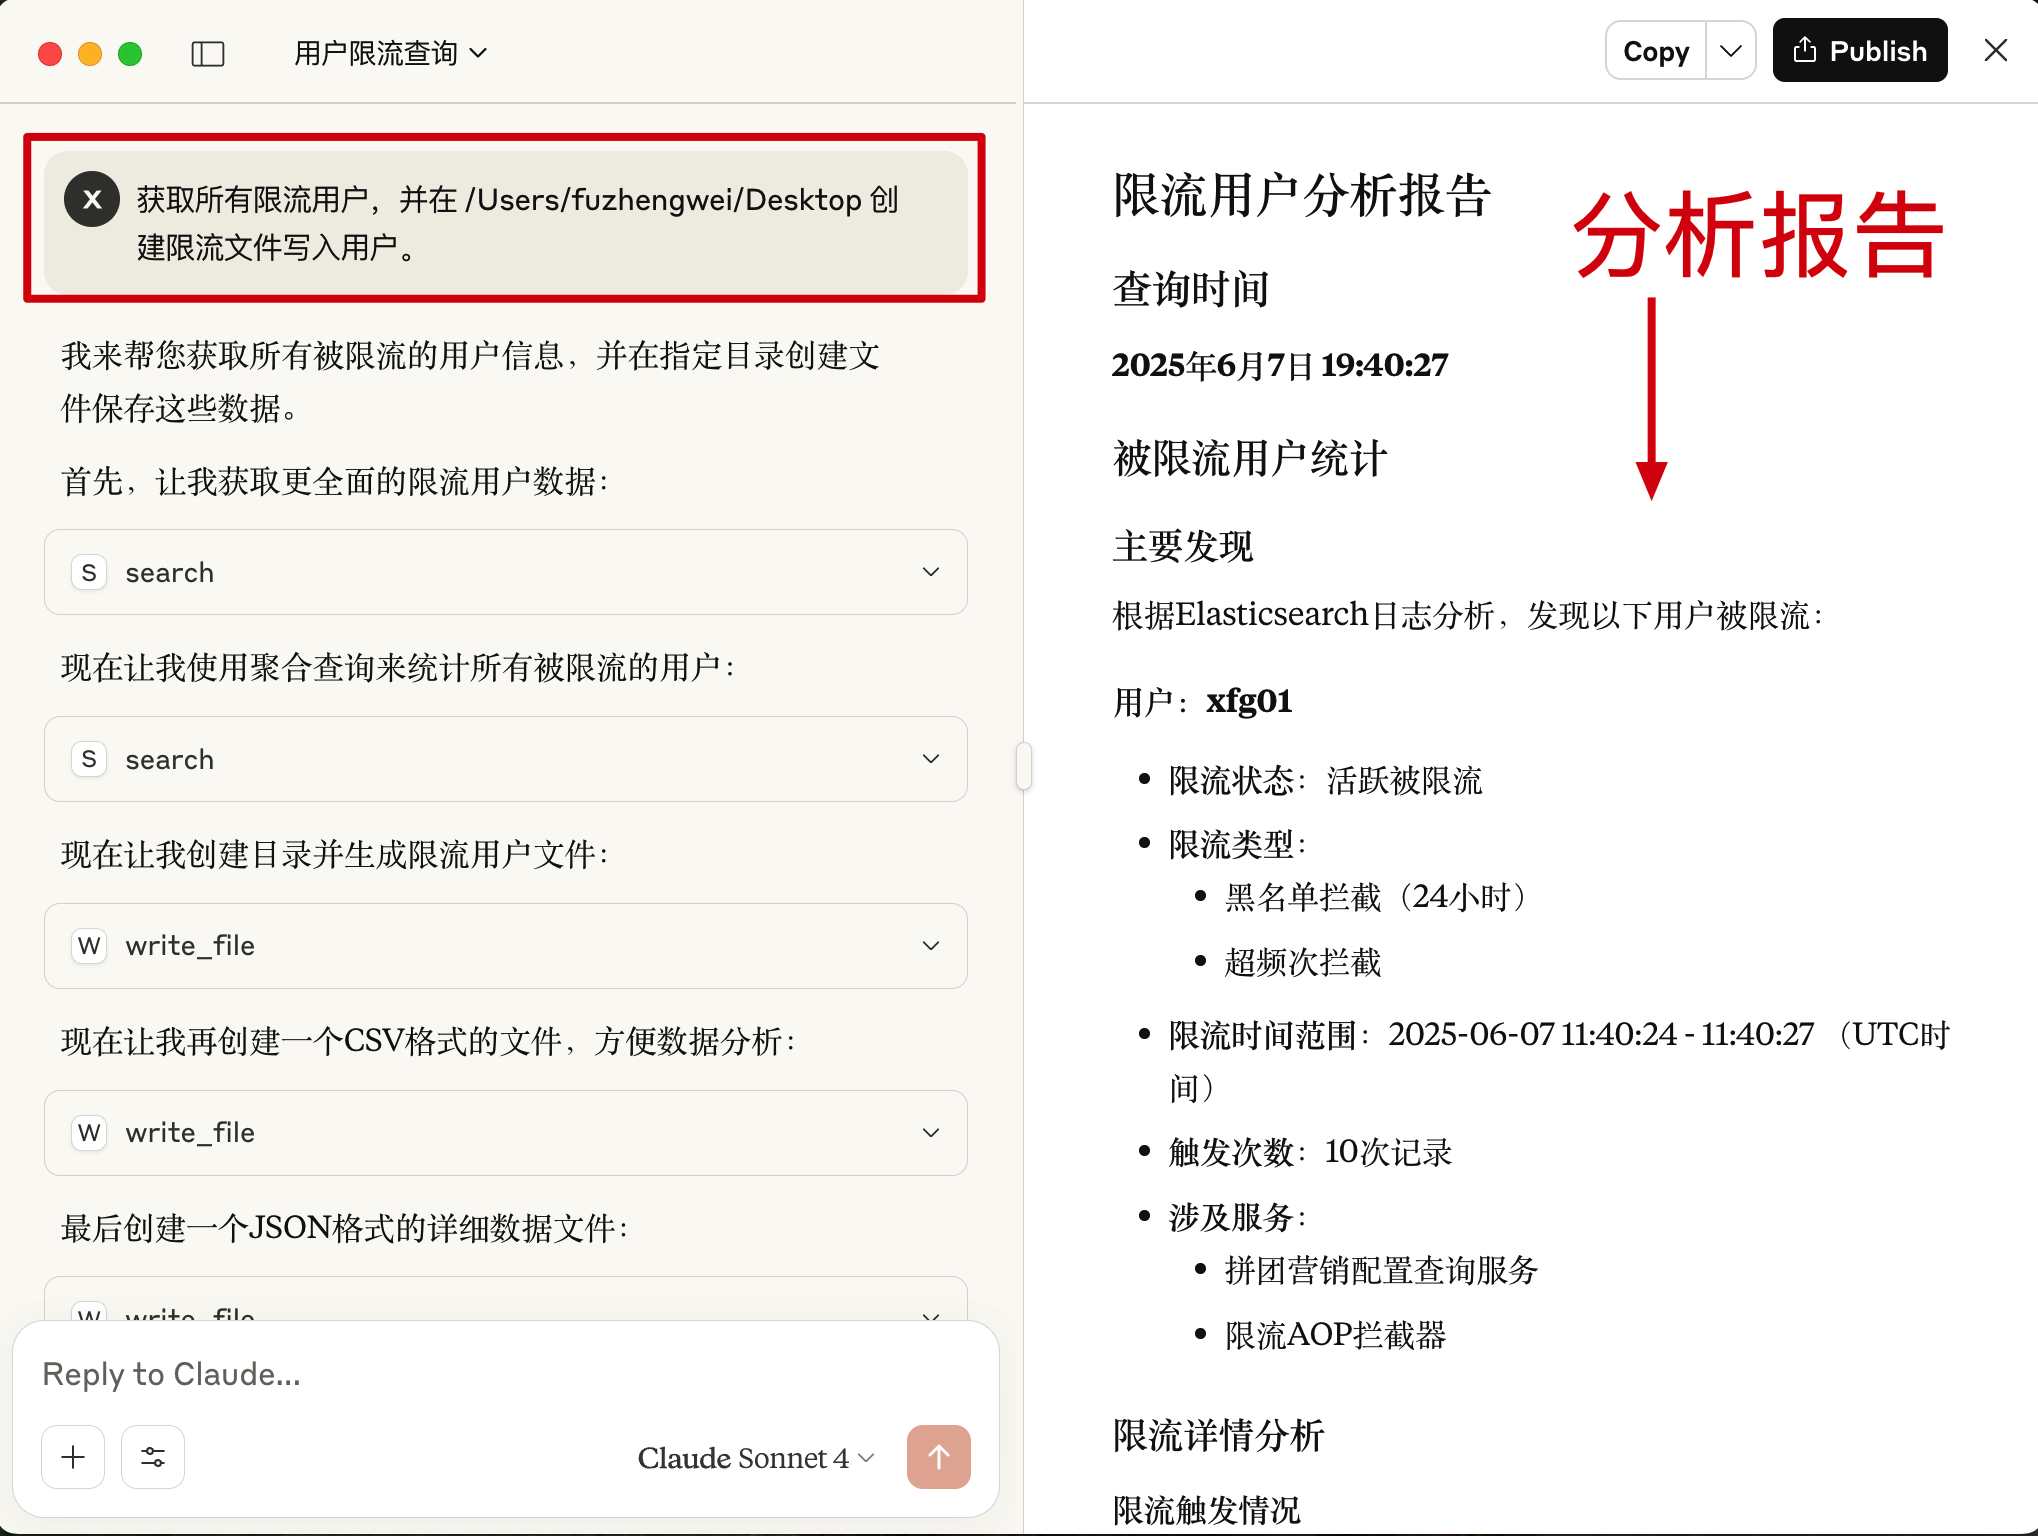 用户限流查询
X
获取所有限流用户，并在 /Users/fuzhengwei/Desktop 创
建限流文件写入用户。
我来帮您获取所有被限流的用户信息，并在指定目录创建文
件保存这些数据。
首先，让我获取更全面的限流用户数据：
S search
现在让我使用聚合查询来统计所有被限流的用户：
S search
现在让我创建目录并生成限流用户文件：
W write_file
现在让我再创建一个CSV格式的文件，方便数据分析：
W write_file
最后创建一个JSON格式的详细数据文件：
W write_file
Reply to Claude...
Claude Sonnet 4
Copy
Publish
限流用户分析报告
分析报告
查询时间
2025年6月7日 19:40:27
被限流用户统计
主要发现
根据Elasticsearch日志分析，发现以下用户被限流：
用户：xfg01
限流状态：活跃被限流
限流类型：
黑名单拦截（24小时）
超频次拦截
限流时间范围：2025-06-07 11:40:24 - 11:40:27 （UTC时
间）
触发次数：10次记录
涉及服务：
拼团营销配置查询服务
限流AOP拦截器
限流详情分析
限流触发情况